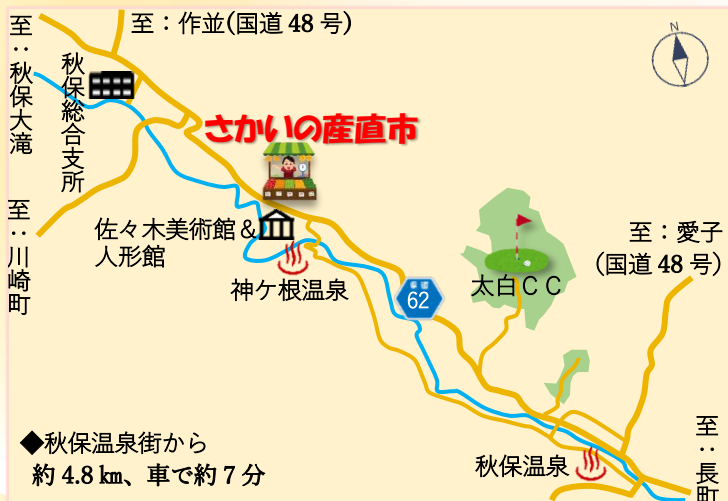 至：作並(国道48号)
至：秋保大滝
秋保総合支所
N
さかいの産直市
至：川崎町
佐々木美術館＆
人形館
神ケ根温泉
62
太白ＣＣ
至：愛子
(国道48号)
◆秋保温泉街から
約4.8㎞、車で約7分
秋保温泉
至：長町